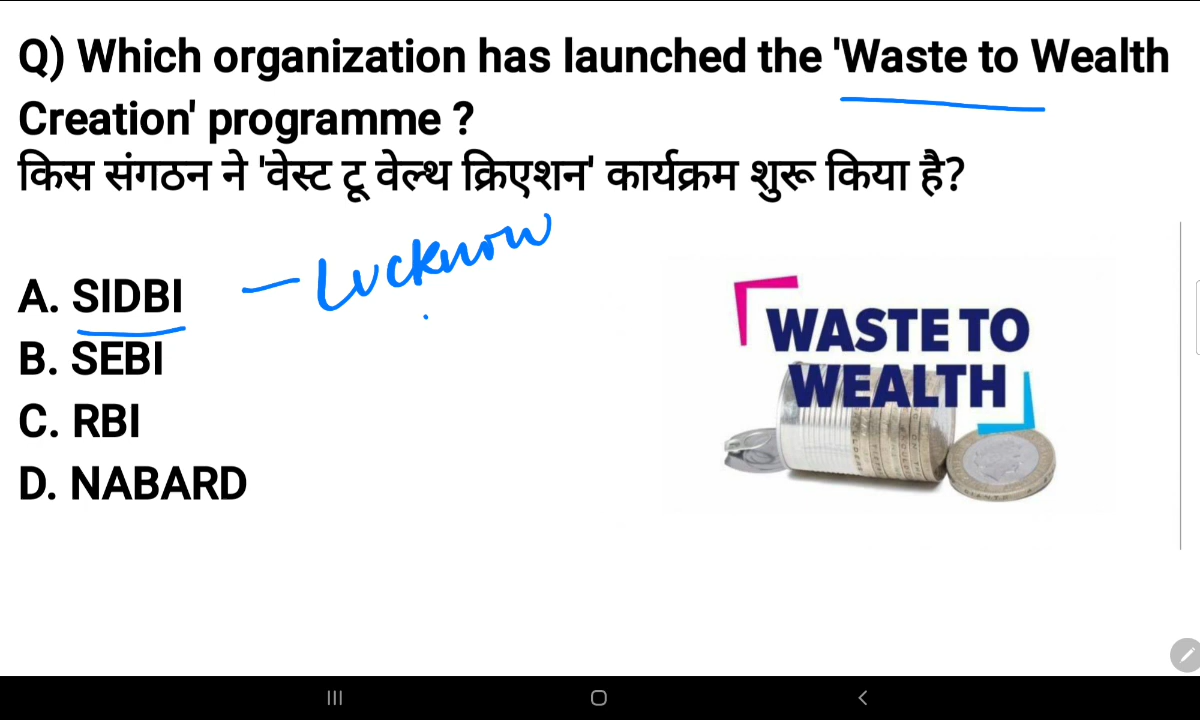 Q) Which organization has launched the 'Waste to Wealth
Creation' programme ?
किस संगठन ने 'वेस्ट टू वेल्थ क्रिएशन' कार्यक्रम शुरू किया है?
A. SIDBI - Lucknow
B. SEBI
C. RBI
D. NABARD
WASTE TO
WEALTH